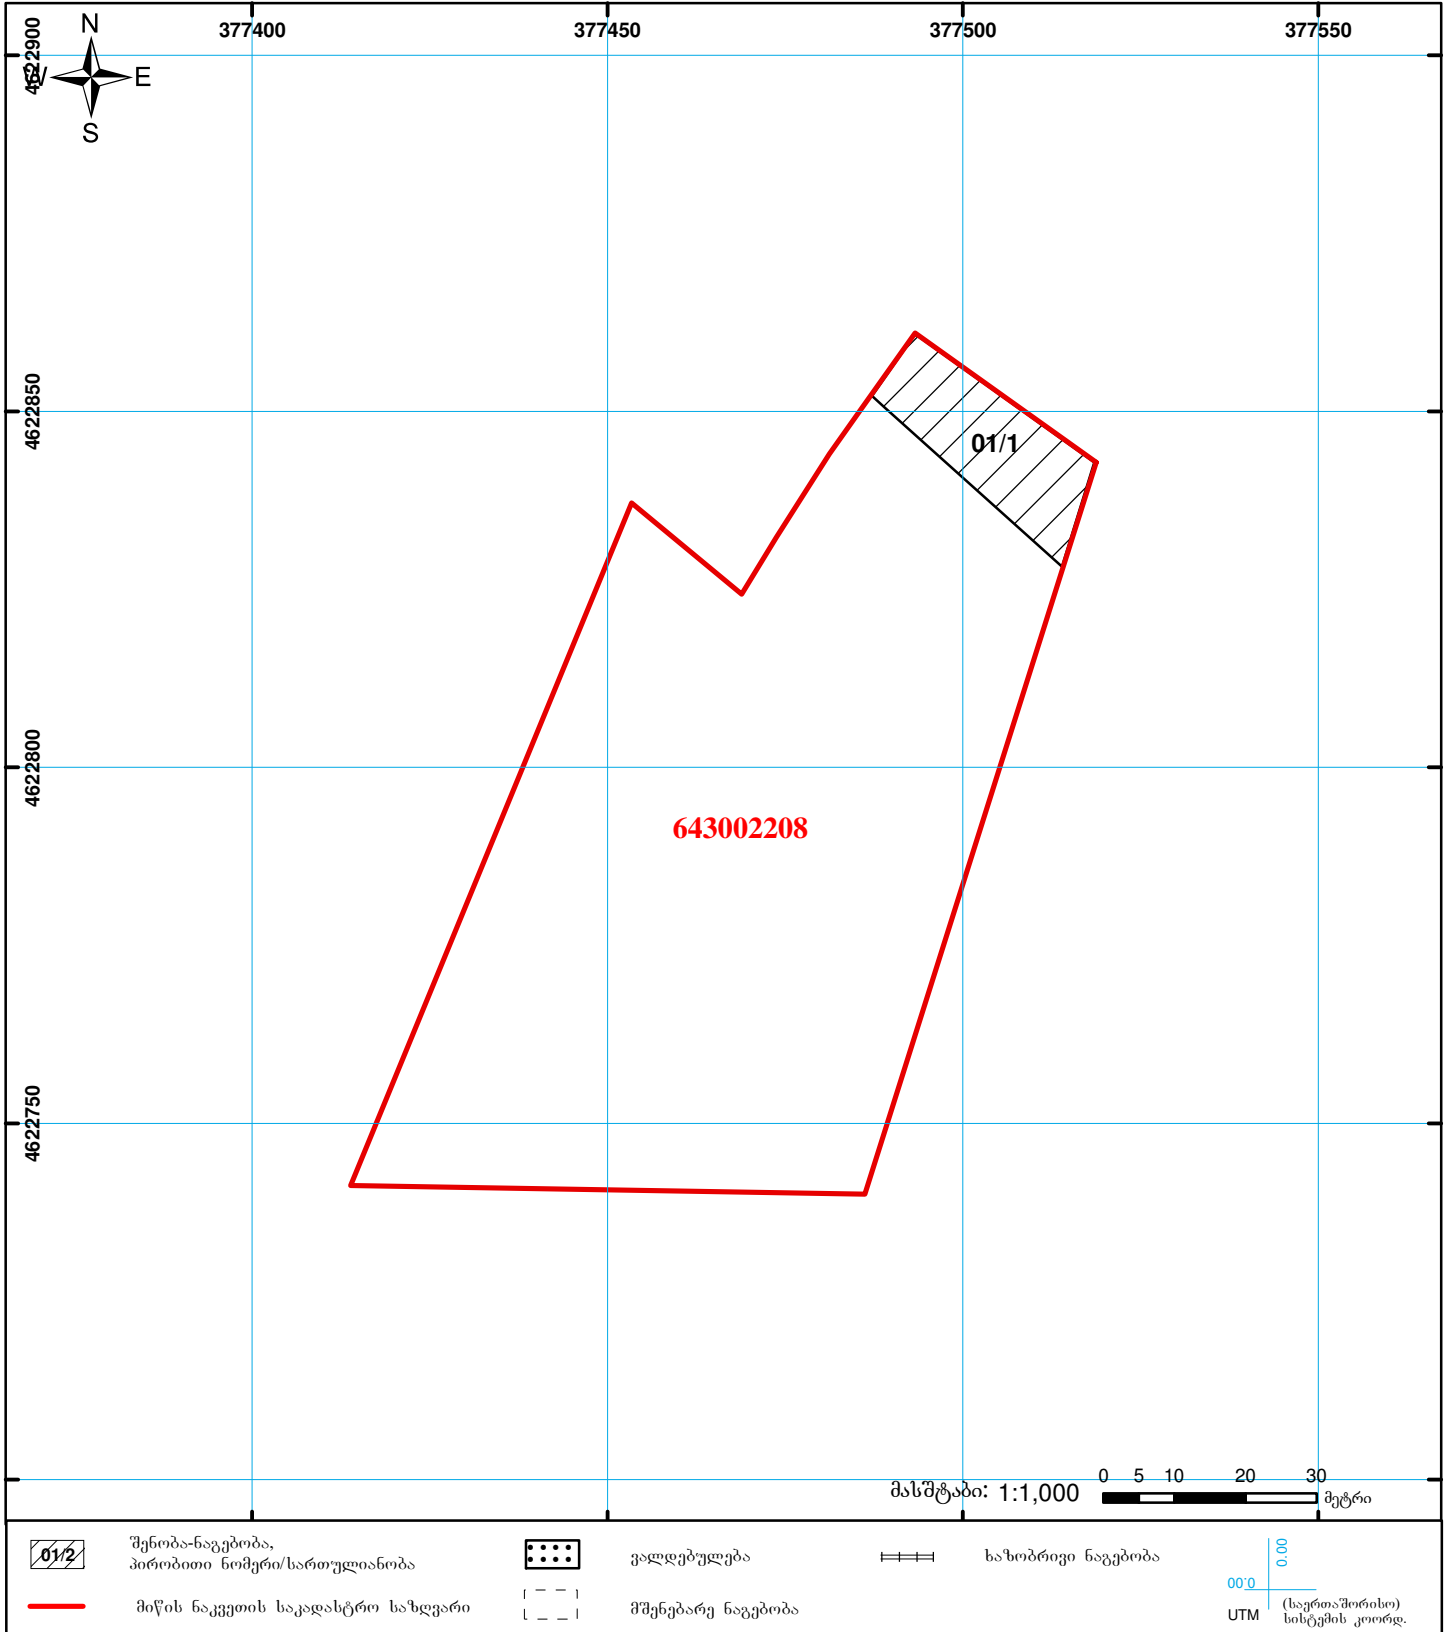 377400 377450 377500 377550
4622900
N
W E
S
4622850
01/1
4622800
643002208
4622750
მასშტაბი: 1:1,000 0 5 10 20 30 მეტრი
01/2 შენობა-ნაგებობა,
პირობითი ნომერი/სართულიანობა
ვალდებულება
ხაზობრივი ნაგებობა
მიწის ნაკვეთის საკადასტრო საზღვარი
მშენებარე ნაგებობა
0.00
0.00
UTM (საერთაშორისო)
სისტემის კოორდ.